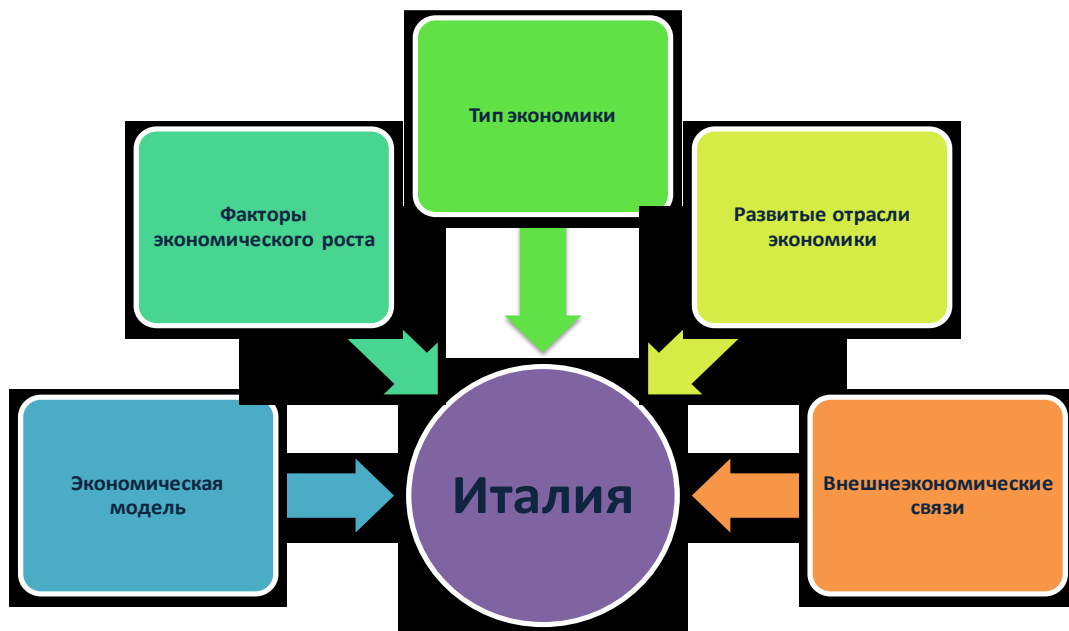 Тип экономики
Факторы
экономического роста
Развитые отрасли
экономики
Экономическая
модель
Италия
Внешнеэкономические
связи